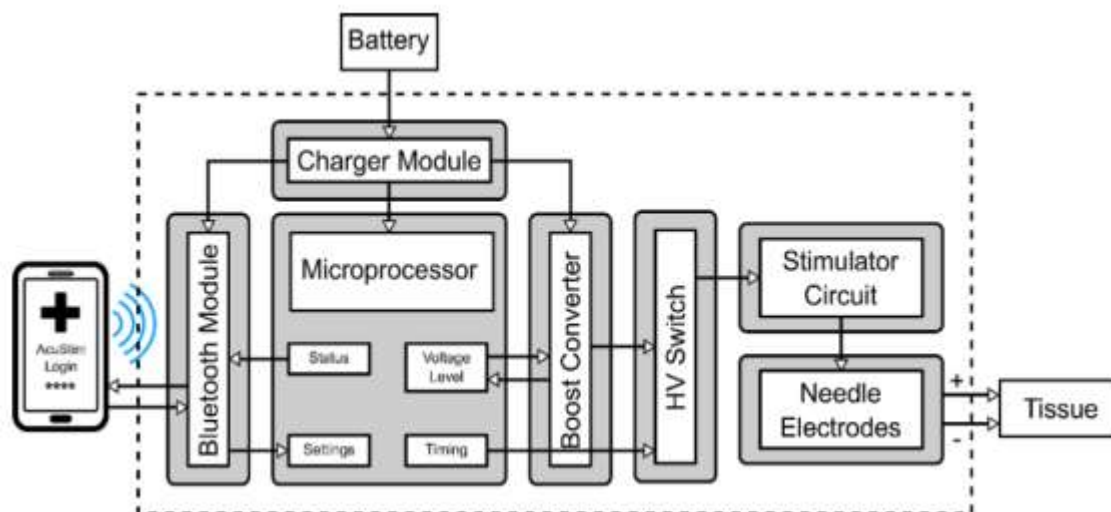 Battery
Charger Module
Bluetooth Module
Microprocessor
Status
Settings
Voltage
Level
Timing
Boost Converter
HV Switch
Stimulator
Circuit
Needle
Electrodes
+
-
Tissue
AcuStim
Login
****